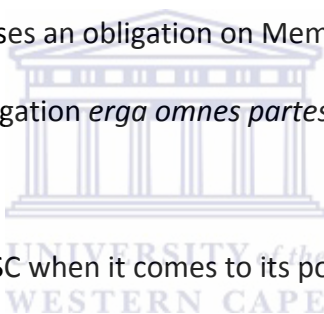 ses an obligation on Mem
gation erga omnes partes
SC when it comes to its po
UNIVERSITY of the
WESTERN CAPE